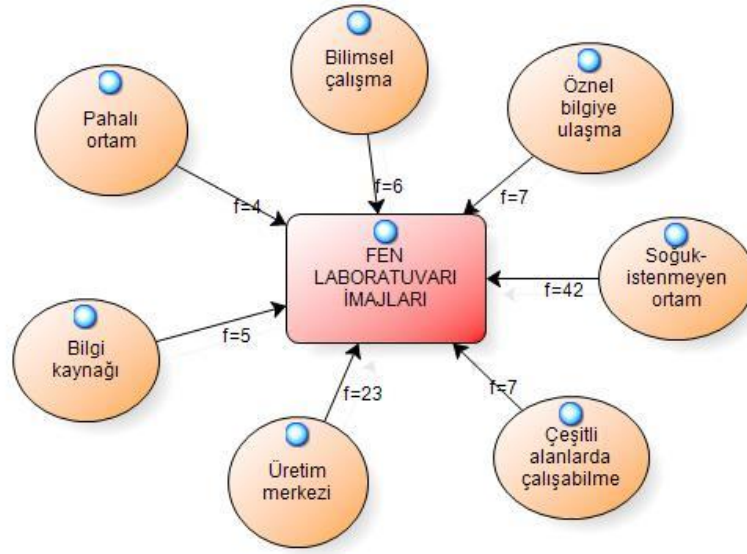 Bilimsel
çalışma
Öznel
bilgiye
ulaşma
Pahalı
ortam
f=4
f=6
f=7
FEN
LABORATUVARI
İMAJLARI
Soğuk-
istenmeyen
ortam
f=42
Bilgi
kaynağı
f=5
f=23
f=7
Üretim
merkezi
Çeşitli
alanlarda
çalışabilme